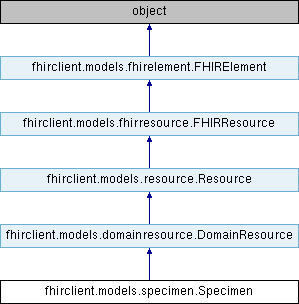 object
fhirclient.models.fhirelement.FHIRElement
fhirclient.models.fhirresource.FHIRResource
fhirclient.models.resource.Resource
fhirclient.models.domainresource.DomainResource
fhirclient.models.specimen.Specimen